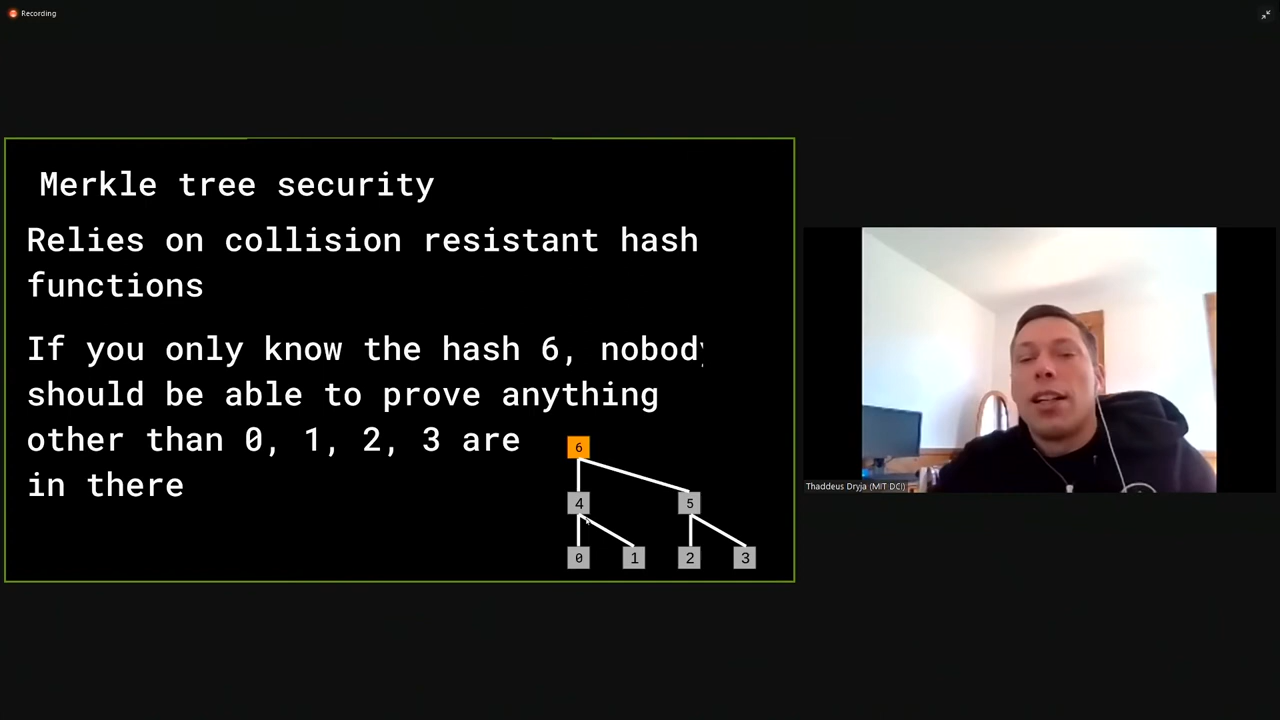 Recording
Merkle tree security
Relies on collision resistant hash
functions
If you only know the hash 6, nobody
should be able to prove anything
other than 0, 1, 2, 3 are
in there
6
4 5
0 1 2 3
Thaddeus Dryja (MIT DCI)